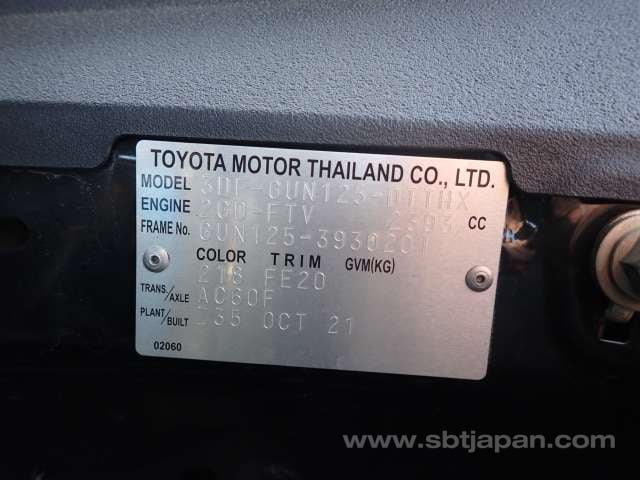 TOYOTA MOTOR THAILAND CO., LTD.
MODEL 3DF-GUN125-DTTHX
ENGINE 2GD-FTV 2393 CC
FRAME No. GUN125-3930201
COLOR TRIM GVM(KG)
218 FE20
TRANS/AXLE AC60F
PLANT/BUILT Z35 OCT 21
02060
www.sbtjapan.com